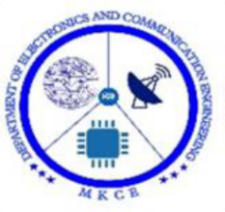 DEPARTMENT OF ELECTRONICS AND COMMUNICATION ENGINEERING
MKCE